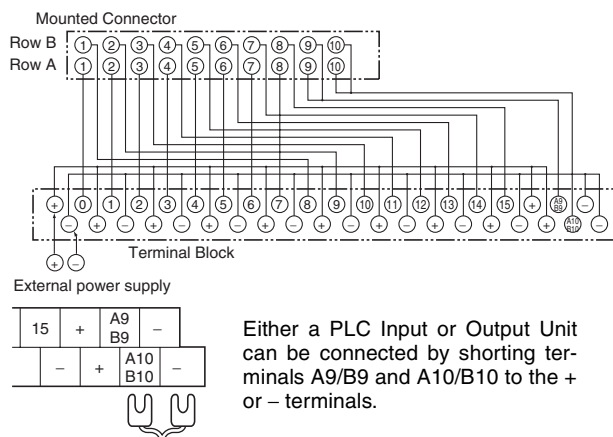 Mounted Connector
Row B 1 2 3 4 5 6 7 8 9 10
Row A 1 2 3 4 5 6 7 8 9 10
+ 0 1 2 3 4 5 6 7 8 9 10 11 12 13 14 15 + A9 B9 −
− + − + − + − + − + − + − + − + − + A10 B10 −
Terminal Block
+ −
External power supply
15 + A9 B9 −
− + A10 B10 −
Either a PLC Input or Output Unit
can be connected by shorting ter-
minals A9/B9 and A10/B10 to the +
or – terminals.